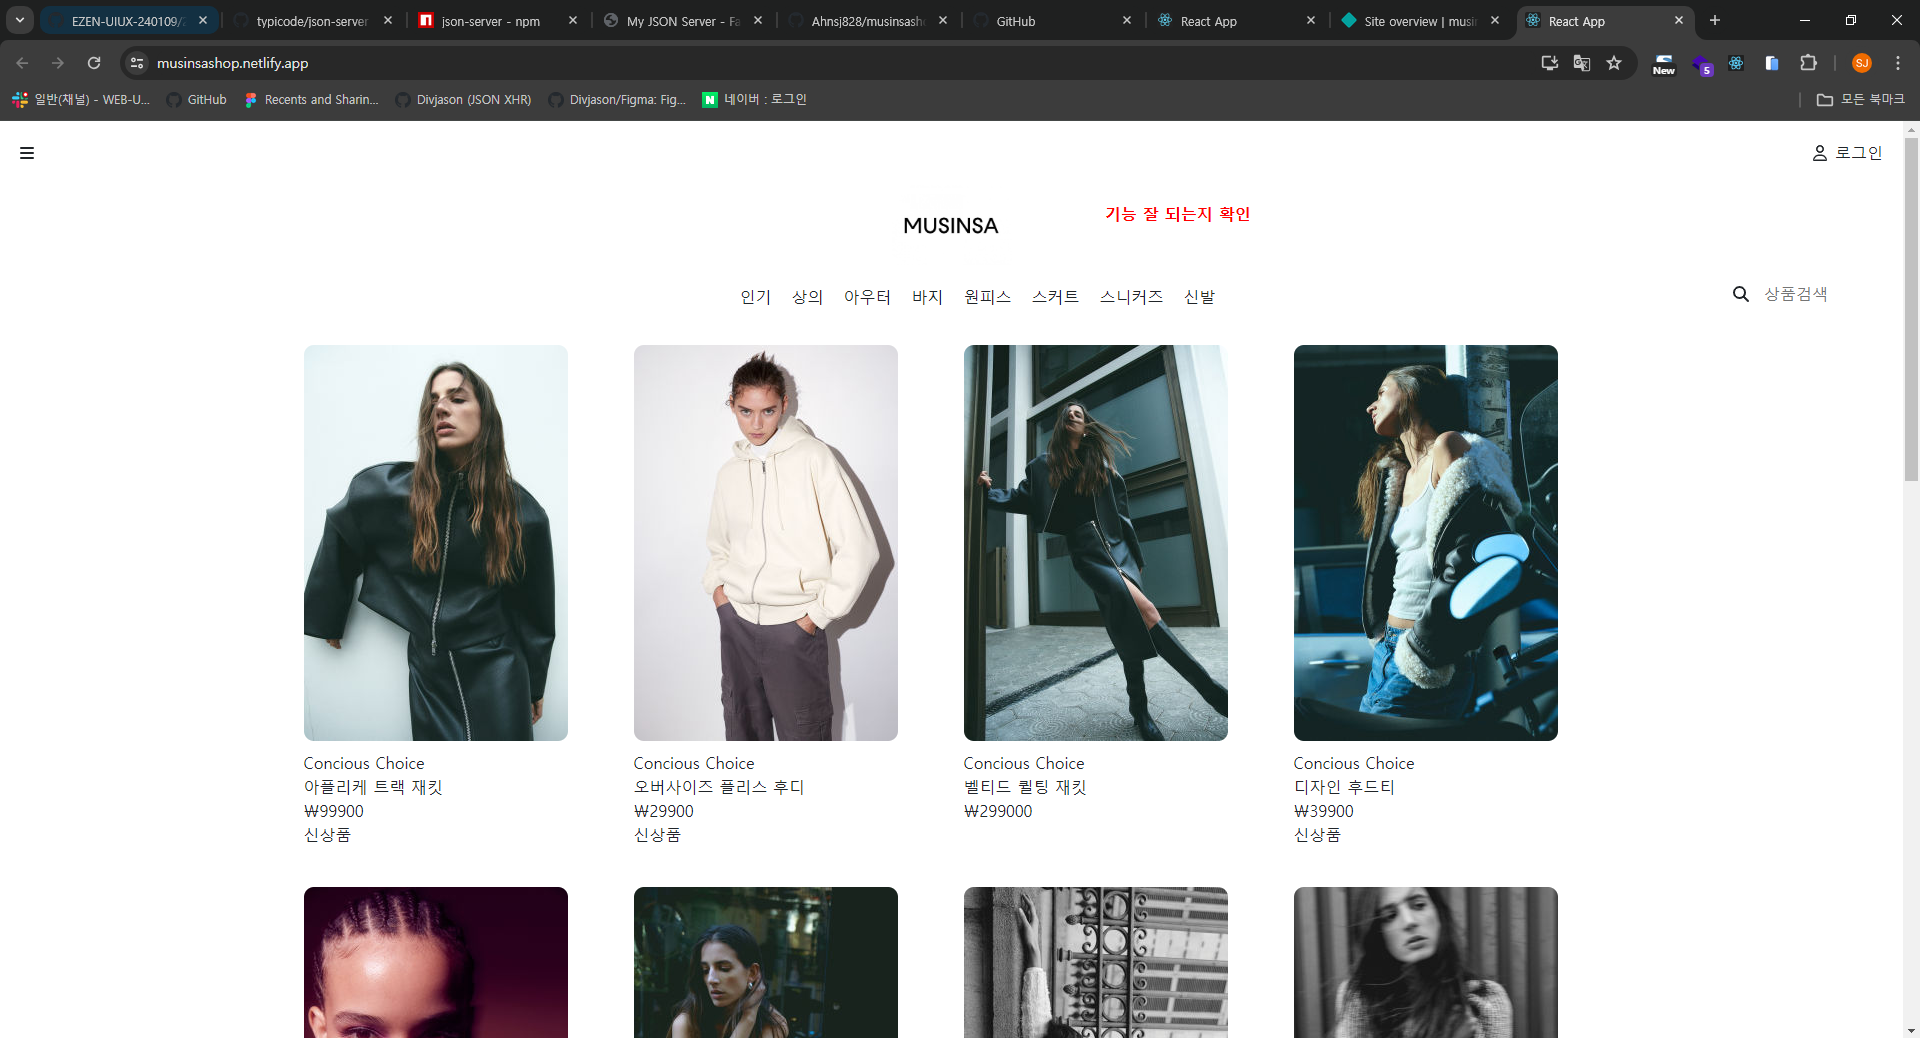 EZEN-UIUX-240109/2
typicode/json-server
json-server - npm
My JSON Server - Fa
Ahnsj828/musinsasho
GitHub
React App
Site overview | musin
React App
musinsashop.netlify.app
New
5
SJ
일반(채널) - WEB-U...
GitHub
Recents and Sharin...
Divjason (JSON XHR)
Divjason/Figma: Fig...
N
네이버 : 로그인
모든 북마크
로그인
기능 잘 되는지 확인
MUSINSA
인기 상의 아우터 바지 원피스 스커트 스니커즈 신발
상품검색
Concious Choice
아플리케 트랙 재킷
₩99900
신상품
Concious Choice
오버사이즈 플리스 후디
₩29900
신상품
Concious Choice
벨티드 퀼팅 재킷
₩299000
Concious Choice
디자인 후드티
₩39900
신상품